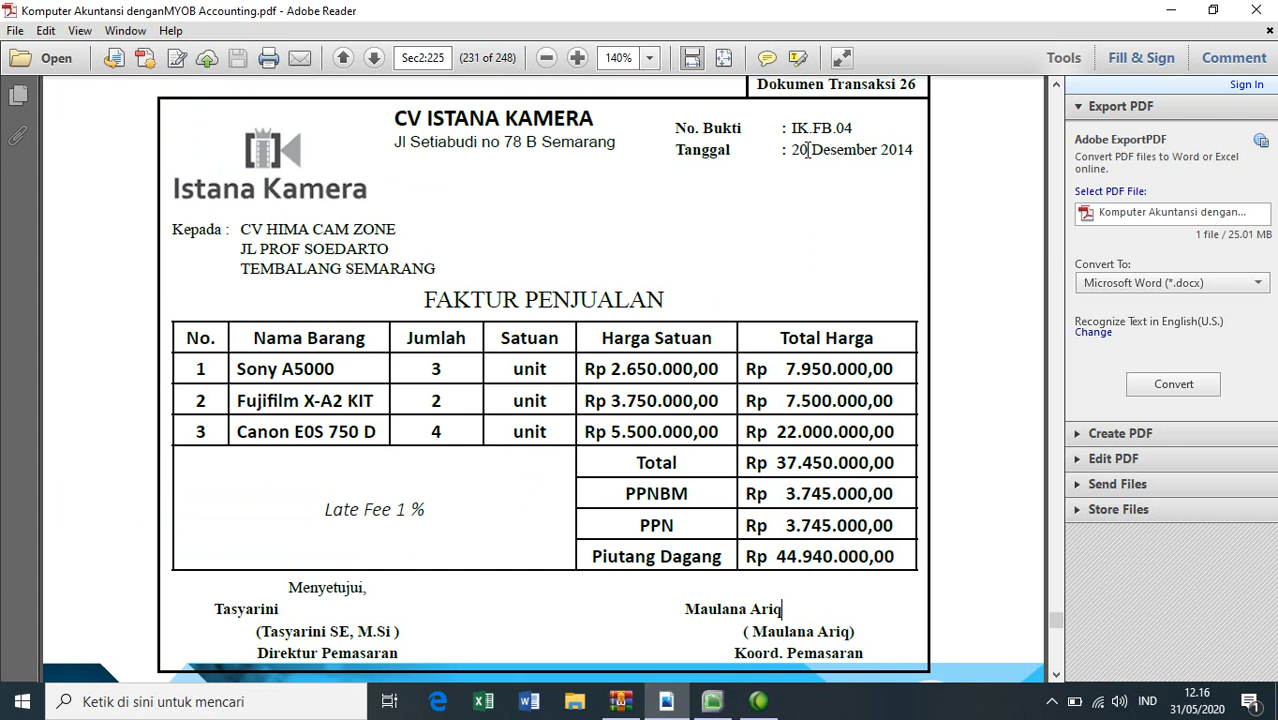 Komputer Akuntansi denganMYOB Accounting.pdf - Adobe Reader
File Edit View Window Help
Open Sec2:225 (231 of 248) 140% Tools Fill & Sign Comment
Dokumen Transaksi 26
CV ISTANA KAMERA
Jl Setiabudi no 78 B Semarang
No. Bukti : IK.FB.04
Tanggal : 20 Desember 2014
Istana Kamera
Kepada : CV HIMA CAM ZONE
JL PROF SOEDARTO
TEMBALANG SEMARANG
FAKTUR PENJUALAN
No. Nama Barang Jumlah Satuan Harga Satuan Total Harga
1 Sony A5000 3 unit Rp 2.650.000,00 Rp 7.950.000,00
2 Fujifilm X-A2 KIT 2 unit Rp 3.750.000,00 Rp 7.500.000,00
3 Canon E0S 750 D 4 unit Rp 5.500.000,00 Rp 22.000.000,00
Total Rp 37.450.000,00
PPNBM Rp 3.745.000,00
Late Fee 1 %
PPN Rp 3.745.000,00
Piutang Dagang Rp 44.940.000,00
Menyetujui,
Tasyarini Maulana Ariq
(Tasyarini SE, M.Si ) ( Maulana Ariq)
Direktur Pemasaran Koord. Pemasaran
Sign In
Export PDF
Adobe ExportPDF
Convert PDF files to Word or Excel
online.
Select PDF File:
Komputer Akuntansi dengan...
1 file / 25.01 MB
Convert To:
Microsoft Word (*.docx)
Recognize Text in English(U.S.)
Change
Convert
Create PDF
Edit PDF
Send Files
Store Files
Ketik di sini untuk mencari
IND
12.16
31/05/2020
1